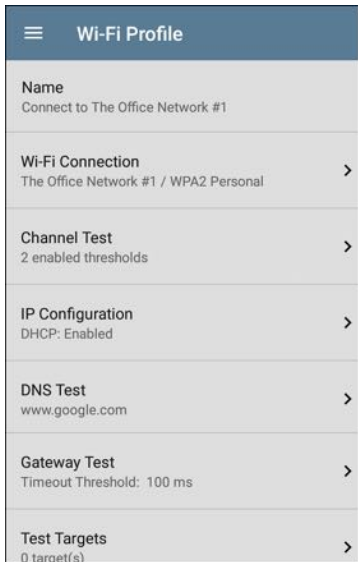 Wi-Fi Profile
Name
Connect to The Office Network #1
Wi-Fi Connection
The Office Network #1 / WPA2 Personal
Channel Test
2 enabled thresholds
IP Configuration
DHCP: Enabled
DNS Test
www.google.com
Gateway Test
Timeout Threshold: 100 ms
Test Targets
0 target(s)